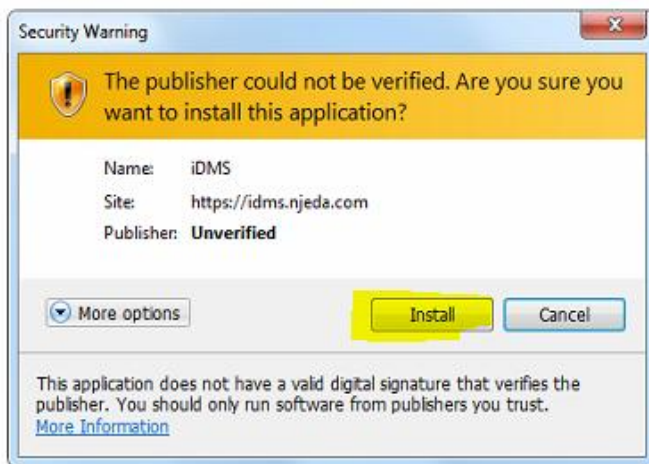 Security Warning
The publisher could not be verified. Are you sure you
want to install this application?
Name: iDMS
Site: https://idms.njeda.com
Publisher: Unverified
More options
Install
Cancel
This application does not have a valid digital signature that verifies the
publisher. You should only run software from publishers you trust.
More Information